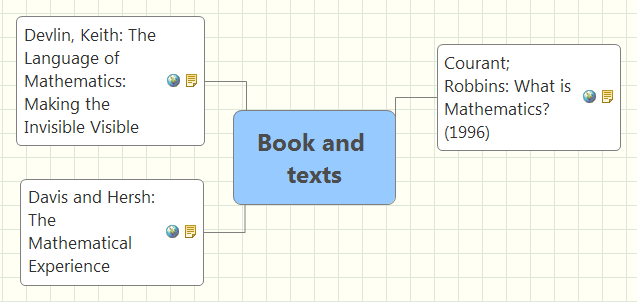 Devlin, Keith: The
Language of
Mathematics:
Making the
Invisible Visible
Courant;
Robbins: What is
Mathematics?
(1996)
Book and
texts
Davis and Hersh:
The
Mathematical
Experience